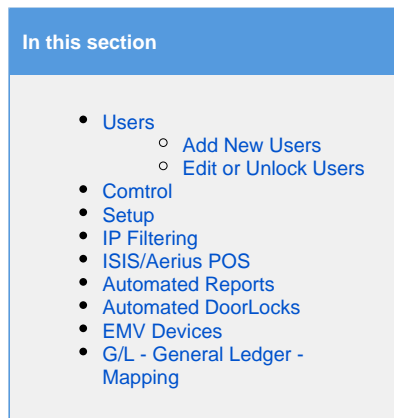 In this section
Users
Add New Users
Edit or Unlock Users
Comtrol
Setup
IP Filtering
ISIS/Aerius POS
Automated Reports
Automated DoorLocks
EMV Devices
G/L - General Ledger -
Mapping